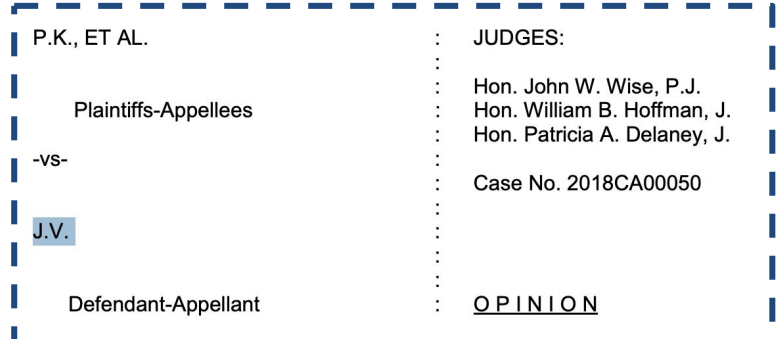 P.K., ET AL. : JUDGES:
:
: Hon. John W. Wise, P.J.
Plaintiffs-Appellees : Hon. William B. Hoffman, J.
: Hon. Patricia A. Delaney, J.
-vs- :
: Case No. 2018CA00050
:
J.V. :
:
:
Defendant-Appellant : O P I N I O N